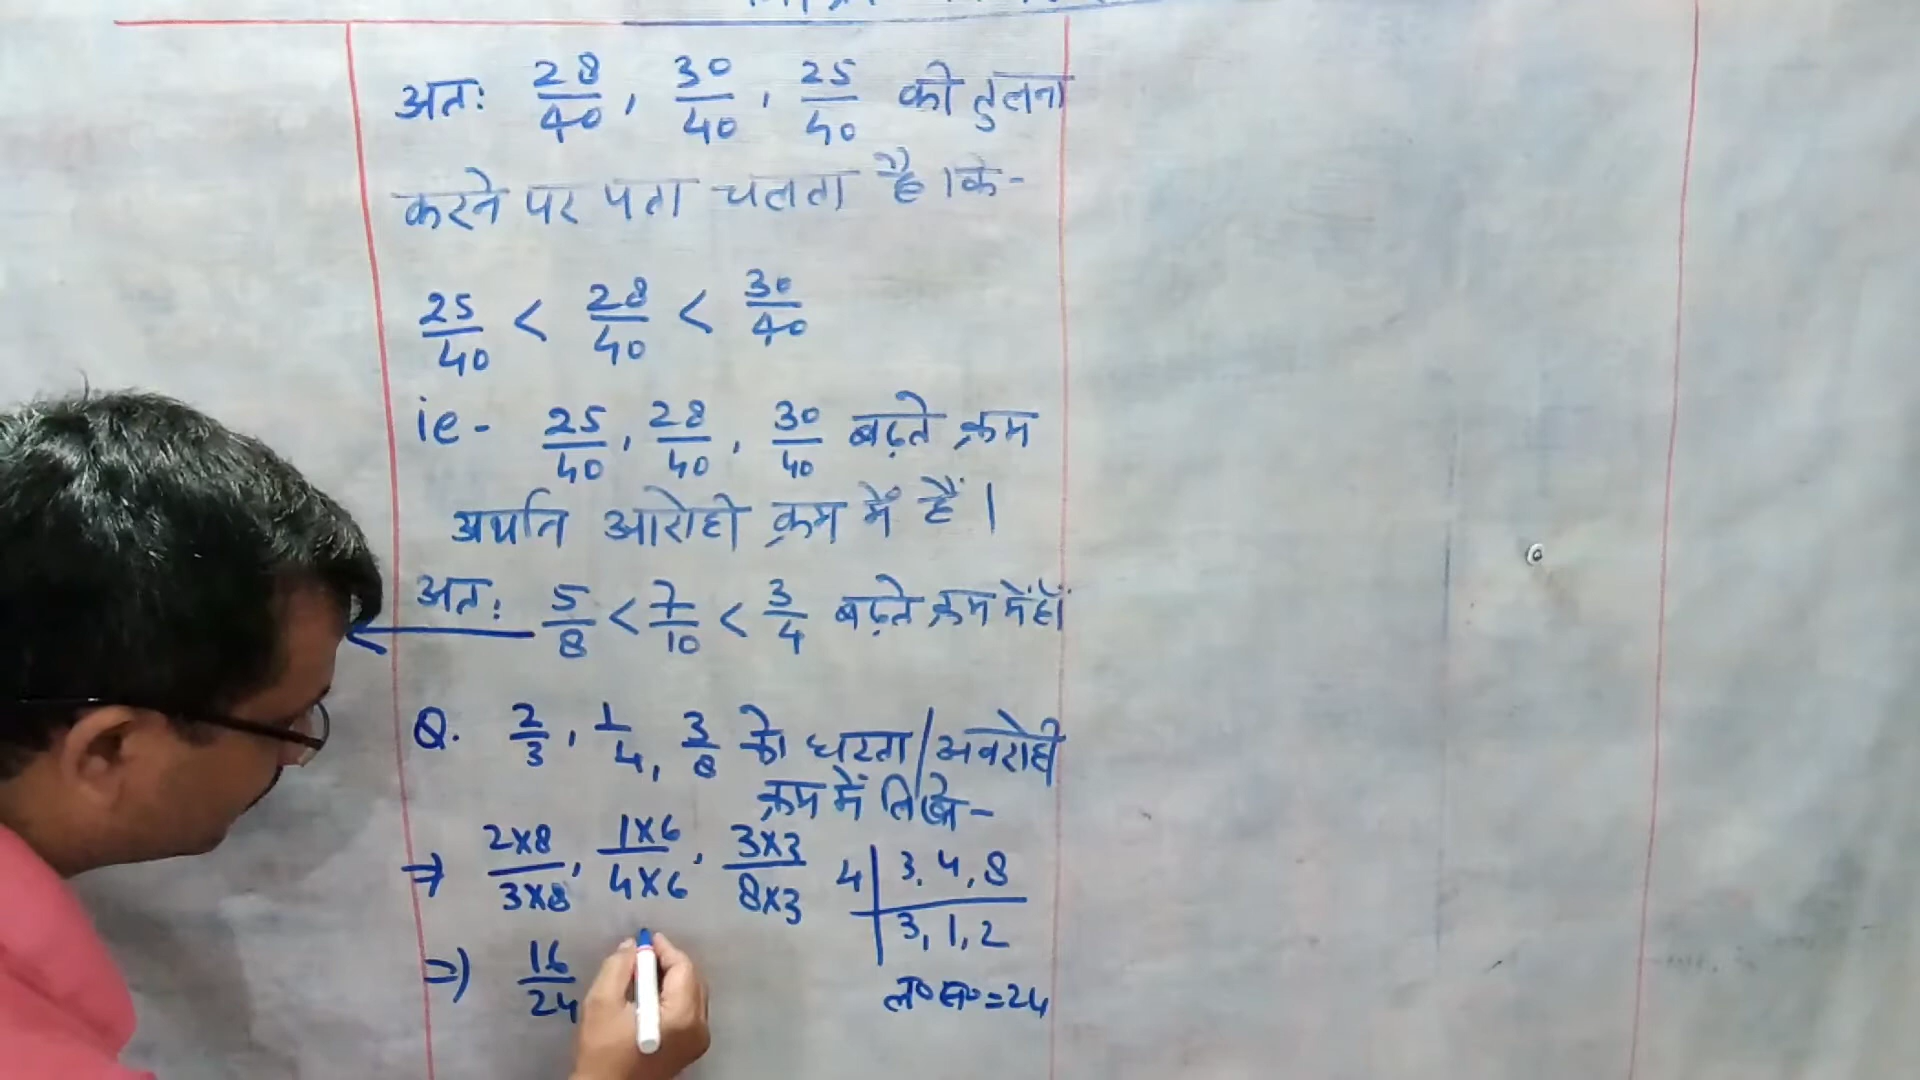 अतः 28/40, 30/40, 25/40 की तुलना
करने पर पता चलता है कि-
25/40 < 28/40 < 30/40
ie- 25/40, 28/40, 30/40 बढ़ते क्रम
अर्थात आरोही क्रम में हैं।
अतः 5/8 < 7/10 < 3/4 बढ़ते क्रम में हैं
Q. 2/3, 1/4, 3/8 को घटता/अवरोही
क्रम में लिखे-
⇒ 2×8/3×8, 1×6/4×6, 3×3/8×3
4 | 3, 4, 8
3, 1, 2
⇒ 16/24
ल०स०=24